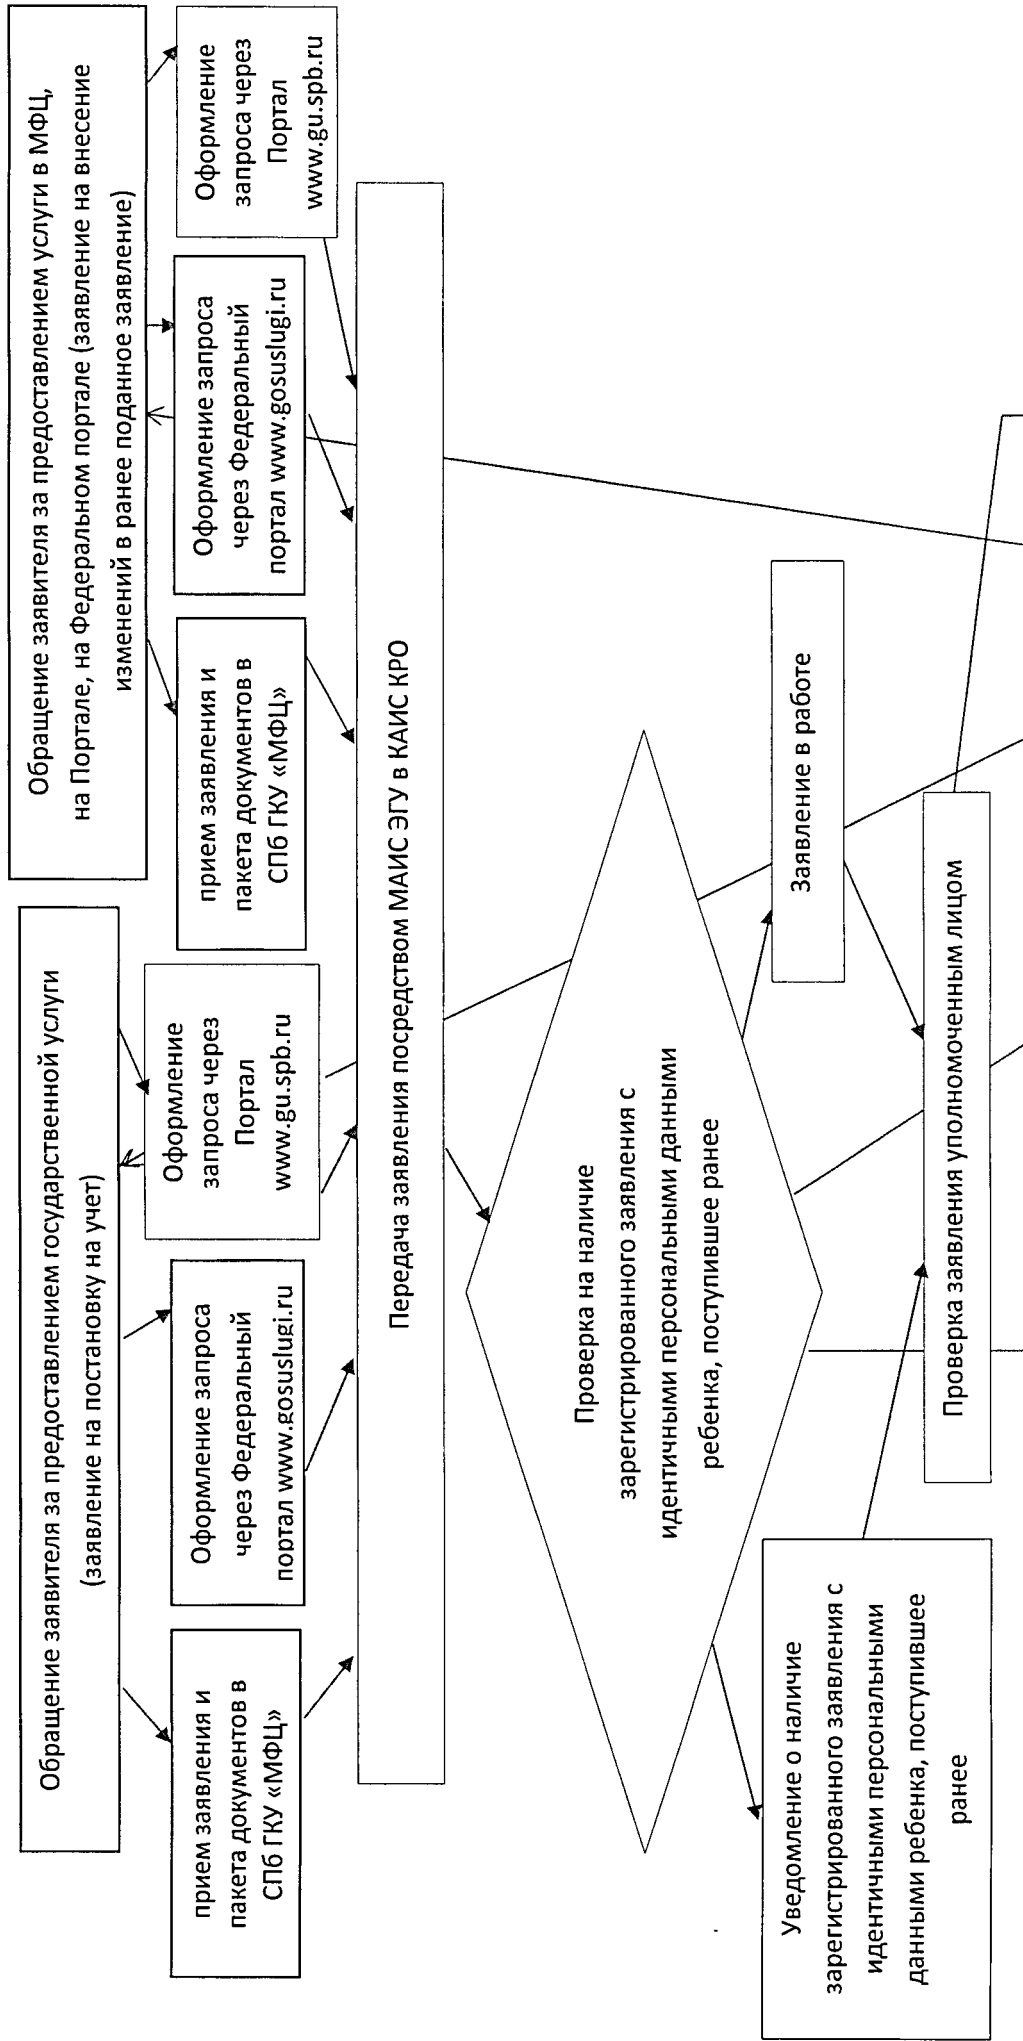 Обращение заявителя за предоставлением государственной услуги
(заявление на постановку на учет)
Обращение заявителя за предоставлением услуги в МФЦ,
на Портале, на Федеральном портале (заявление на внесение
изменений в ранее поданное заявление)
прием заявления и
пакета документов в
СПб ГКУ «МФЦ»
Оформление запроса
через Федеральный
портал www.gosuslugi.ru
Оформление
запроса через
Портал
www.gu.spb.ru
прием заявления и
пакета документов в
СПб ГКУ «МФЦ»
Оформление запроса
через Федеральный
портал www.gosuslugi.ru
Оформление
запроса через
Портал
www.gu.spb.ru
Передача заявления посредством МАИС ЭГУ в КАИС КРО
Проверка на наличие
зарегистрированного заявления с
идентичными персональными данными
ребенка, поступившее ранее
Уведомление о наличие
зарегистрированного заявления с
идентичными персональными
данными ребенка, поступившее
ранее
Заявление в работе
Проверка заявления уполномоченным лицом